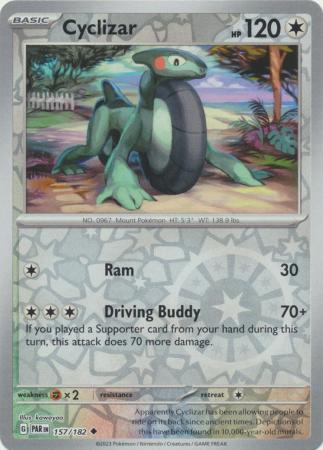 BASIC
Cyclizar
HP 120
NO. 0967 Mount Pokémon HT: 5'3" WT: 138.9 lbs.
Ram 30
Driving Buddy 70+
If you played a Supporter card from your hand during this
turn, this attack does 70 more damage.
weakness ×2 resistance retreat
Illus. kawayoo
G PAR EN 157/182
Apparently Cyclizar has been allowing people to
ride on its back since ancient times. Depictions
of this have been found in 10,000-year-old murals.
©2023 Pokémon / Nintendo / Creatures / GAME FREAK